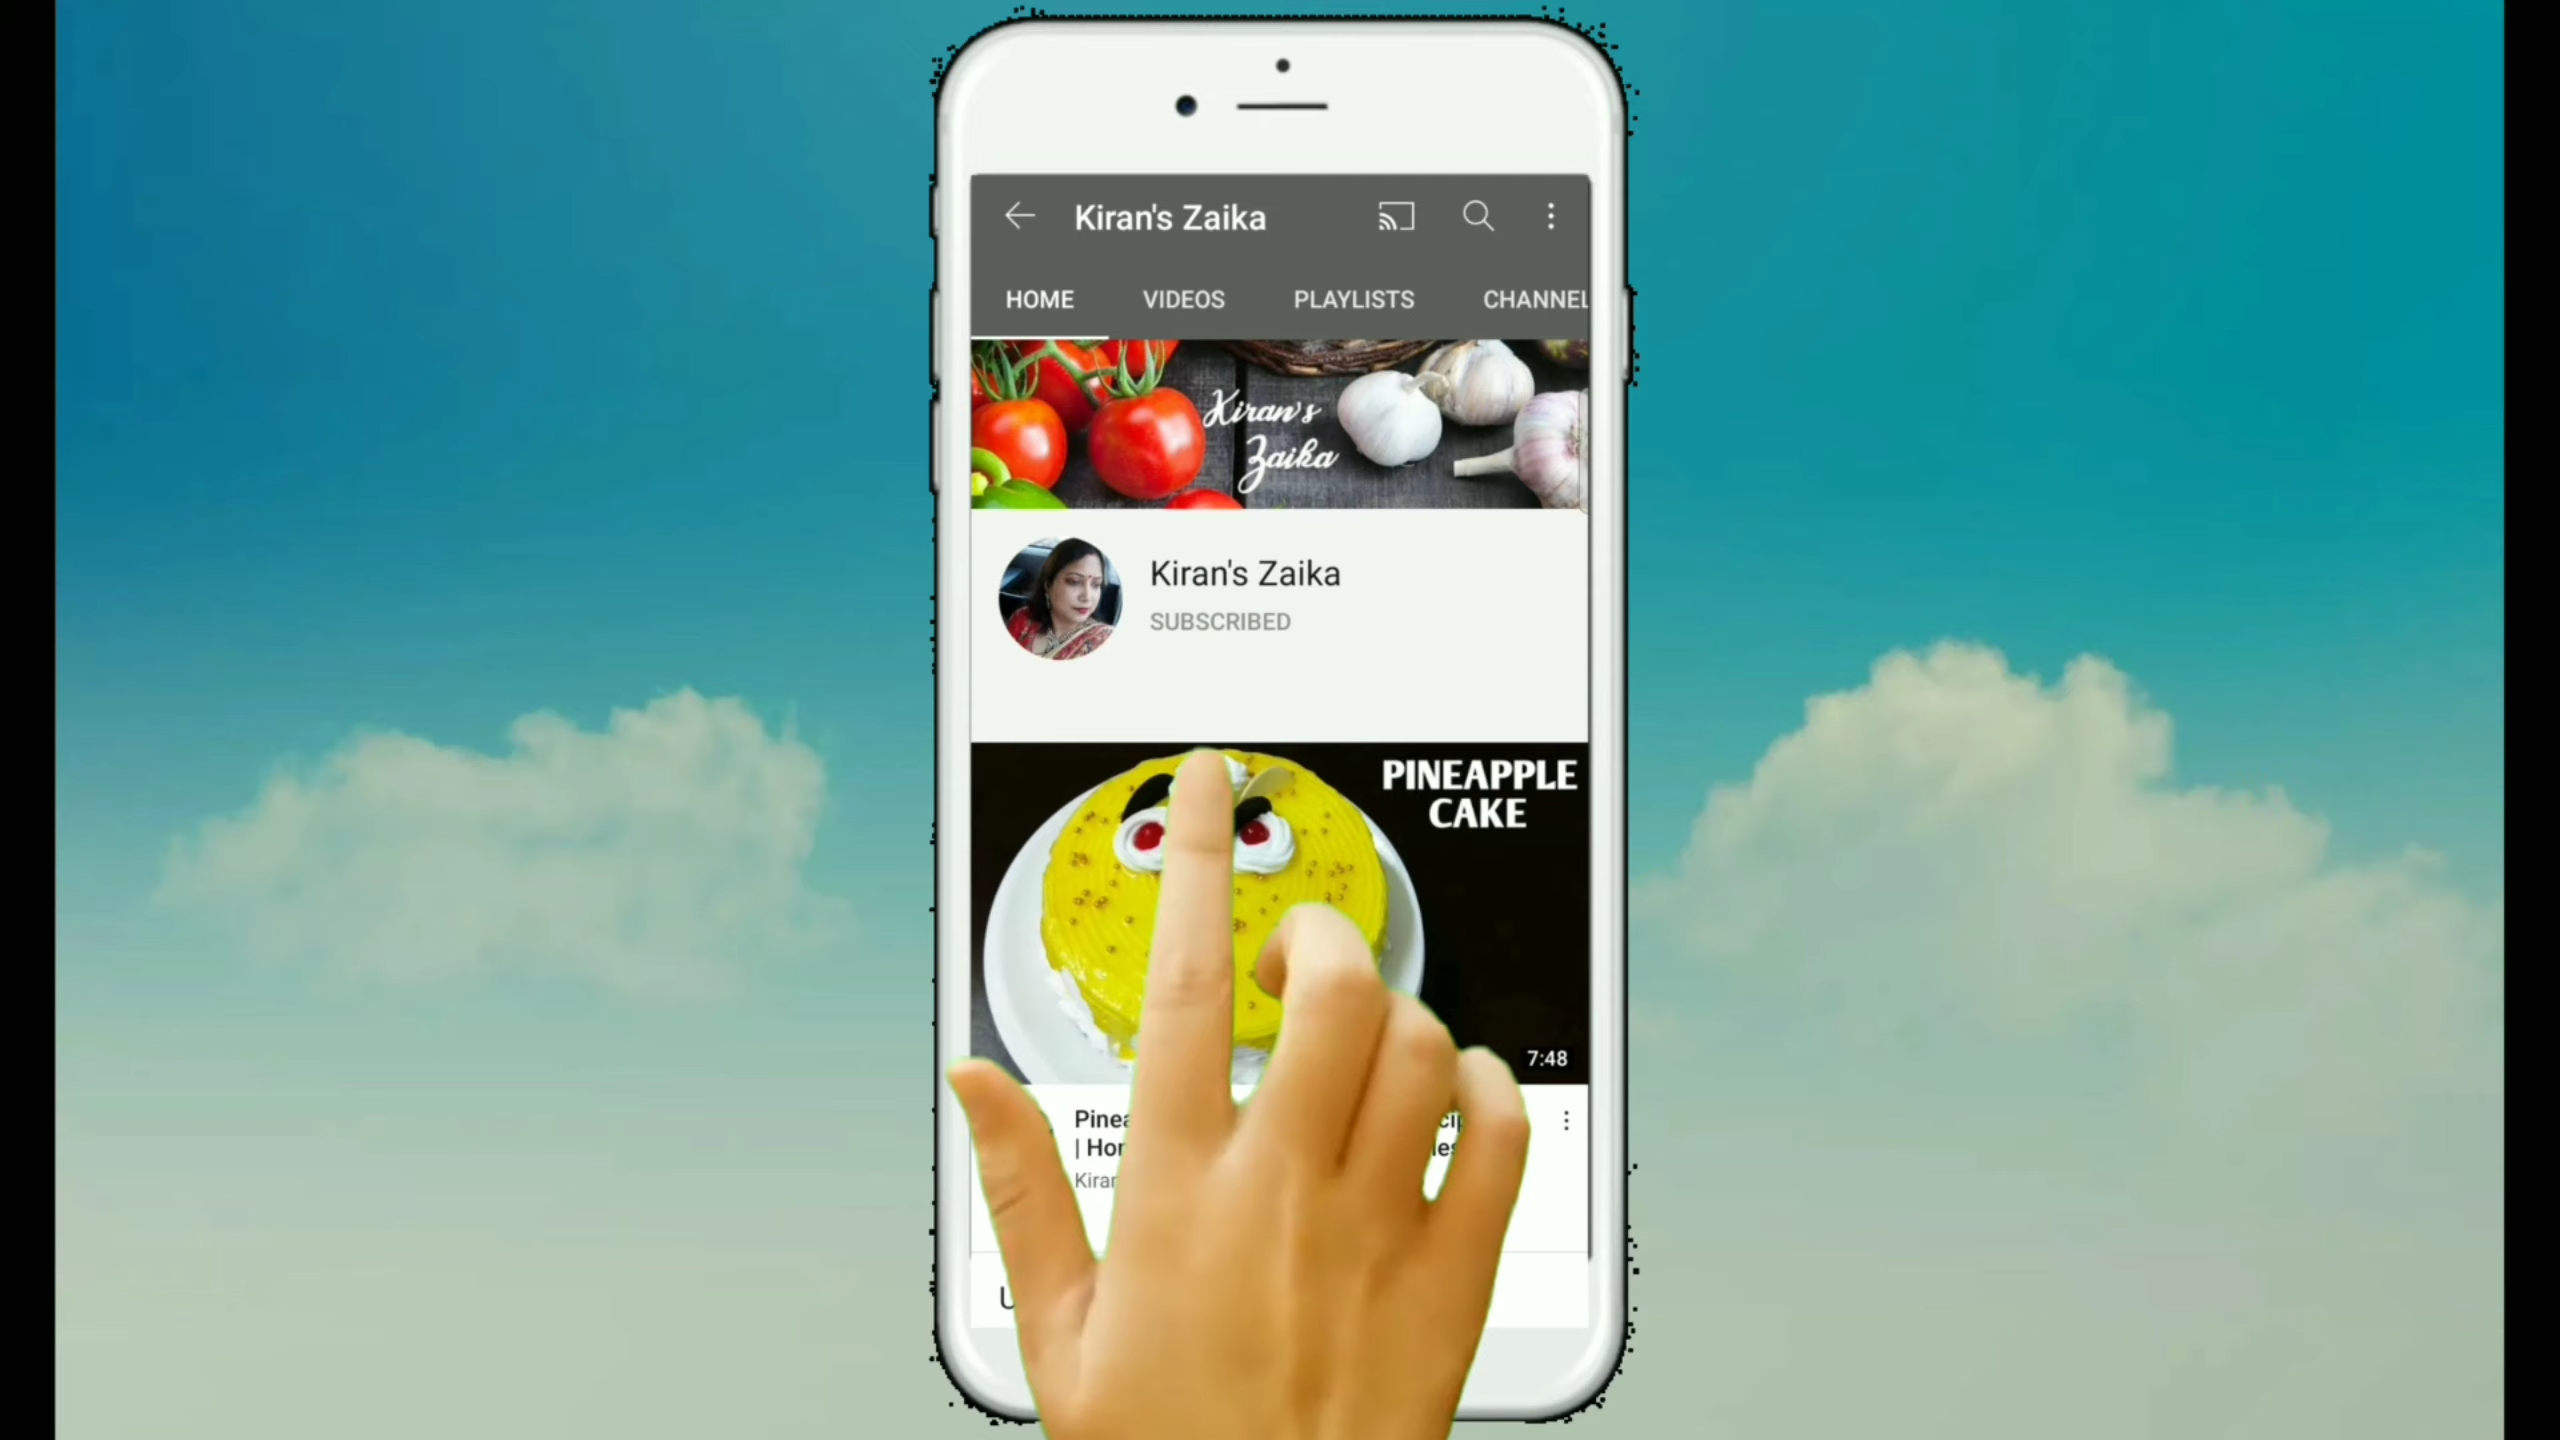 Kiran's Zaika
HOME VIDEOS PLAYLISTS CHANNEL
Kiran's
Zaika
Kiran's Zaika
SUBSCRIBED
PINEAPPLE
CAKE
7:48